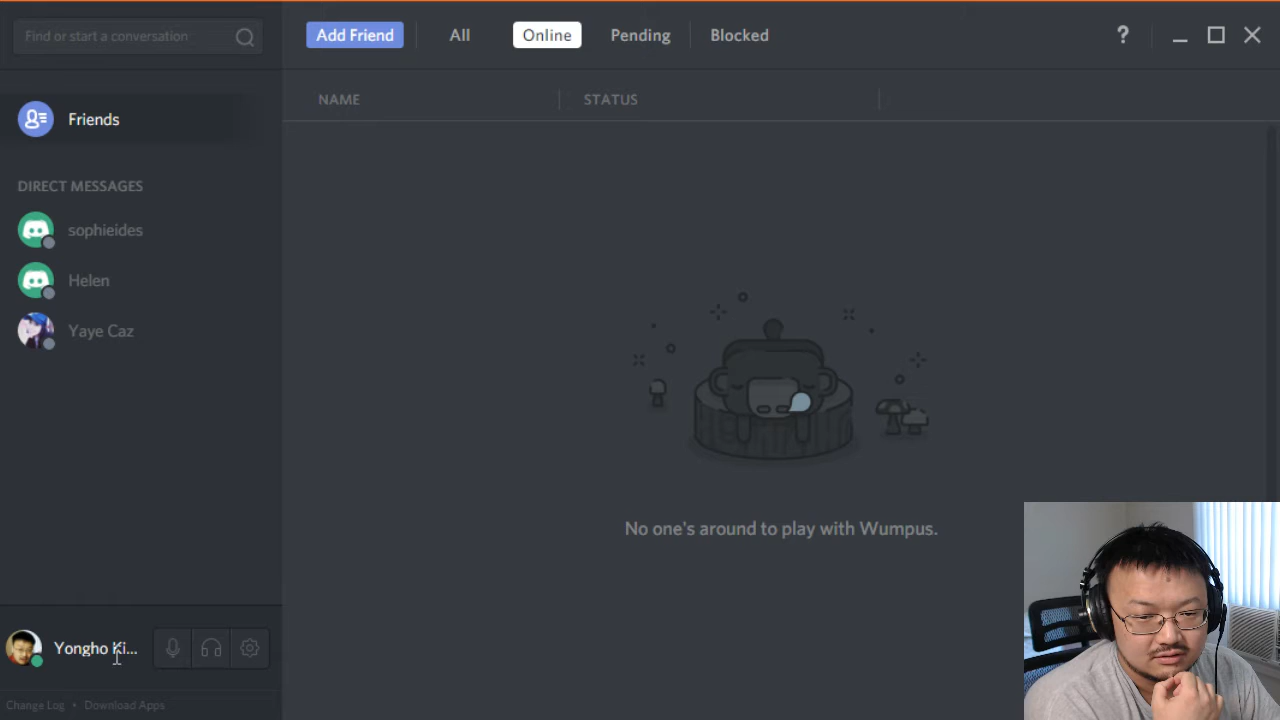 Find or start a conversation
Add Friend
All
Online
Pending
Blocked
?
NAME
STATUS
Friends
DIRECT MESSAGES
sophieides
Helen
Yaye Caz
No one's around to play with Wumpus.
Yongho Ki...
Change Log • Download Apps